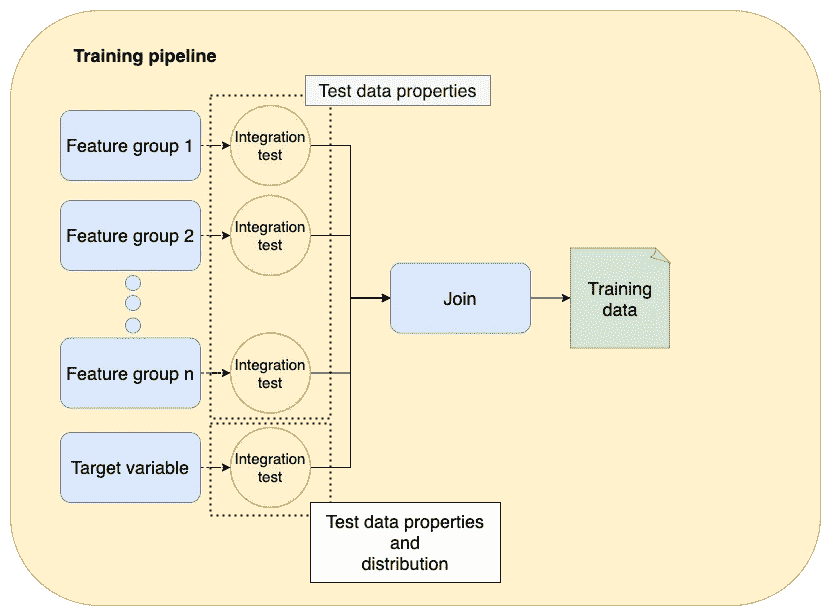 Training pipeline
Test data properties
Feature group 1
Integration
test
Feature group 2
Integration
test
Join
Training
data
Feature group n
Integration
test
Target variable
Integration
test
Test data properties
and
distribution